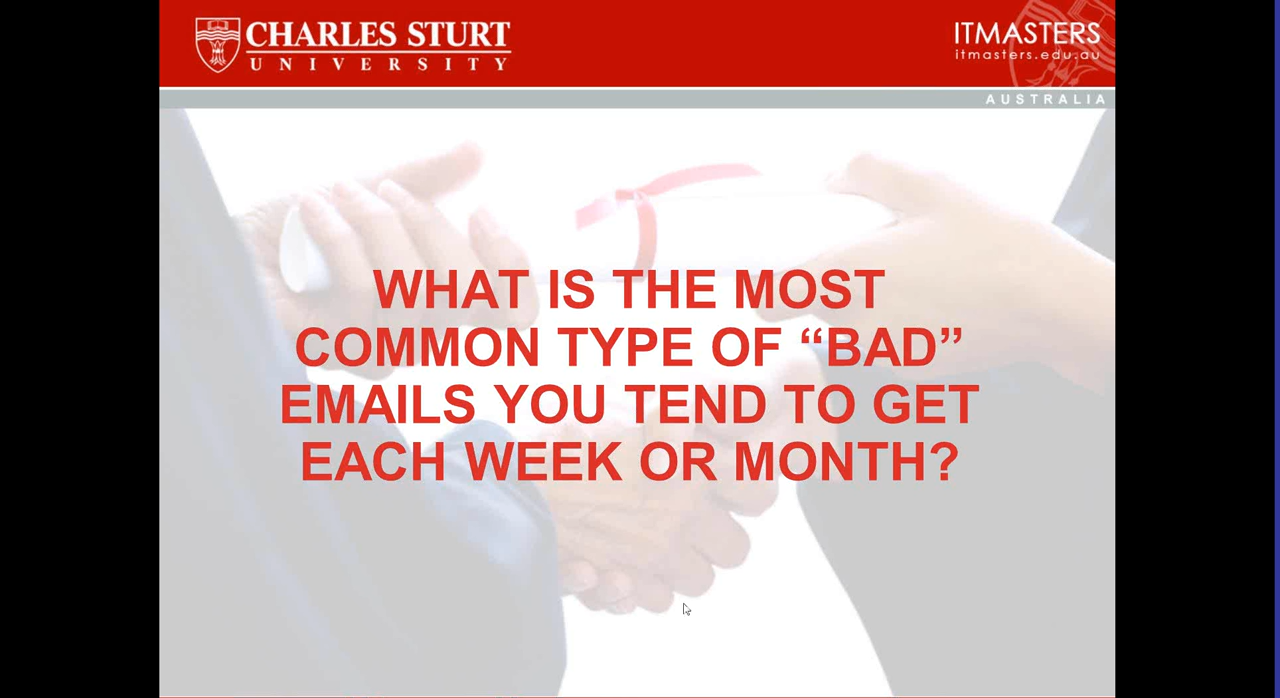 CHARLES STURT
UNIVERSITY
ITMASTERS
itmasters.edu.au
AUSTRALIA
WHAT IS THE MOST
COMMON TYPE OF “BAD”
EMAILS YOU TEND TO GET
EACH WEEK OR MONTH?